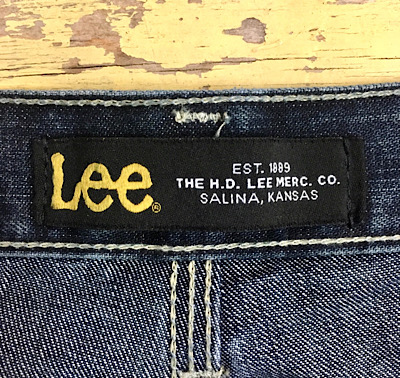 Lee®
EST. 1889
THE H.D. LEE MERC. CO.
SALINA, KANSAS